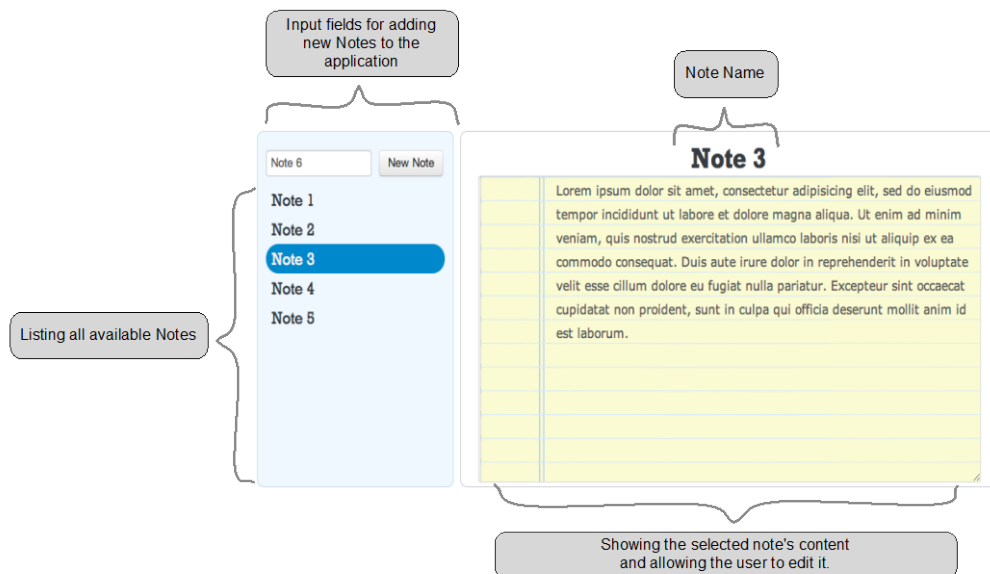 Input fields for adding
new Notes to the
application
Note Name
Note 6
New Note
Note 1
Note 2
Note 3
Note 4
Note 5
Listing all available Notes
Note 3
Lorem ipsum dolor sit amet, consectetur adipisicing elit, sed do eiusmod
tempor incididunt ut labore et dolore magna aliqua. Ut enim ad minim
veniam, quis nostrud exercitation ullamco laboris nisi ut aliquip ex ea
commodo consequat. Duis aute irure dolor in reprehenderit in voluptate
velit esse cillum dolore eu fugiat nulla pariatur. Excepteur sint occaecat
cupidatat non proident, sunt in culpa qui officia deserunt mollit anim id
est laborum.
Showing the selected note's content
and allowing the user to edit it.